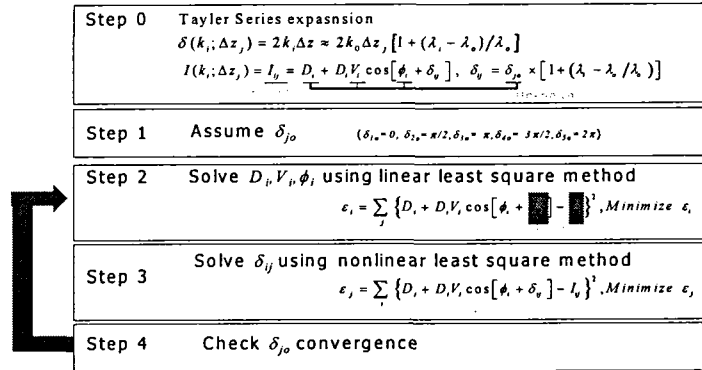 Step 0 Tayler Series expasnsion
δ(k_i;Δz_j) = 2k_iΔz ≈ 2k_0Δz_j[1+(λ_i − λ_o)/λ_o]
I(k_i;Δz_j) = I_ij = D_i + D_iV_i cos[ϕ_i + δ_ij], δ_ij = δ_jo × [1+(λ_i − λ_o/λ_o)]
Step 1 Assume δ_jo {δ_1o=0, δ_2o=π/2, δ_3o=π, δ_4o=3π/2, δ_5o=2π}
Step 2 Solve D_i, V_i, ϕ_i using linear least square method
ε_i = ∑_j {D_i + D_iV_i cos[ϕ_i + ] − }², Minimize ε_i
Step 3 Solve δ_ij using nonlinear least square method
ε_j = ∑_i {D_i + D_iV_i cos[ϕ_i + δ_ij] − I_ij}², Minimize ε_j
Step 4 Check δ_jo convergence